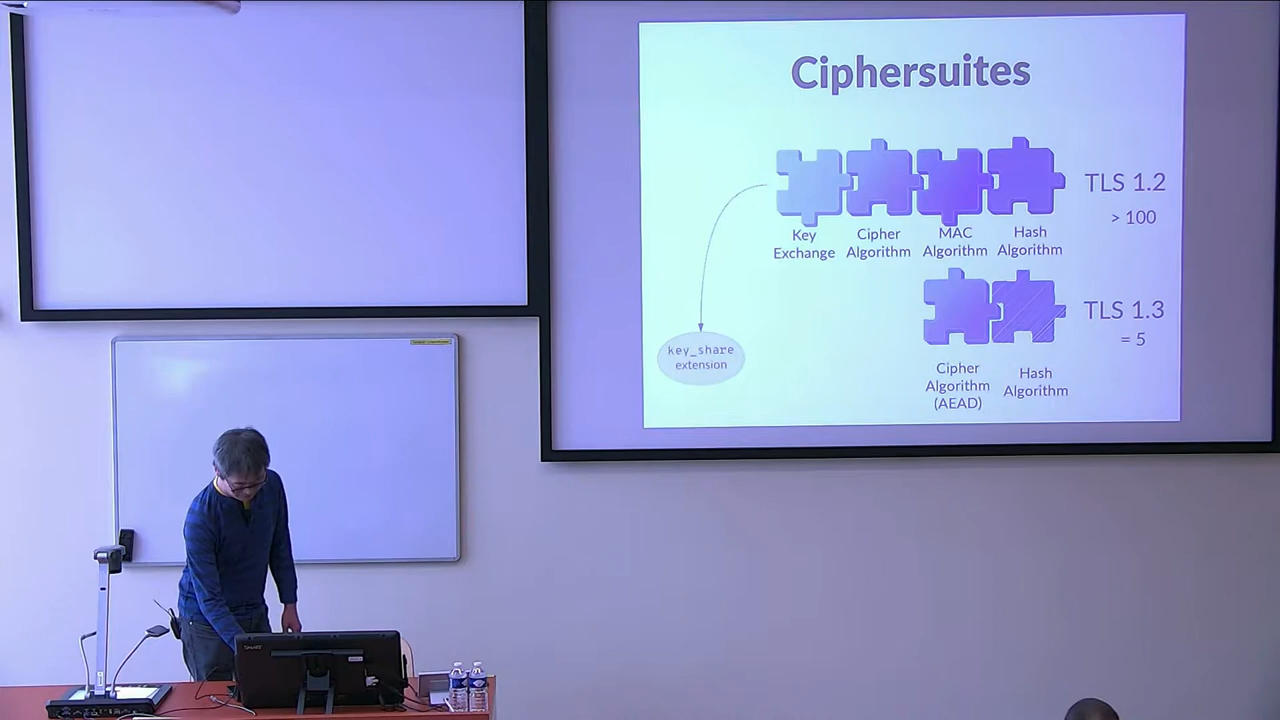 Ciphersuites
TLS 1.2
> 100
Key
Exchange
Cipher
Algorithm
MAC
Algorithm
Hash
Algorithm
TLS 1.3
= 5
key_share
extension
Cipher
Algorithm
(AEAD)
Hash
Algorithm
SMART